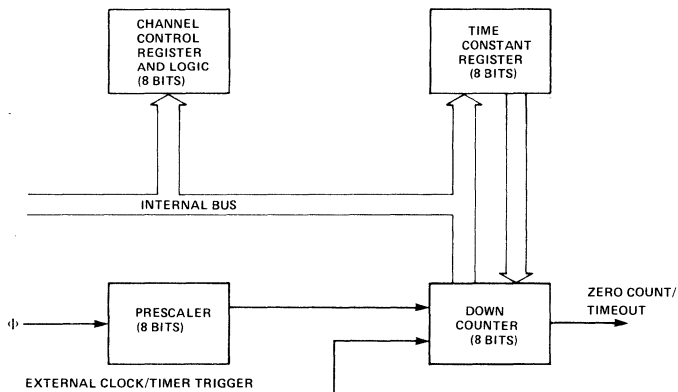 CHANNEL
CONTROL
REGISTER
AND LOGIC
(8 BITS)
TIME
CONSTANT
REGISTER
(8 BITS)
INTERNAL BUS
Φ
PRESCALER
(8 BITS)
DOWN
COUNTER
(8 BITS)
ZERO COUNT/
TIMEOUT
EXTERNAL CLOCK/TIMER TRIGGER